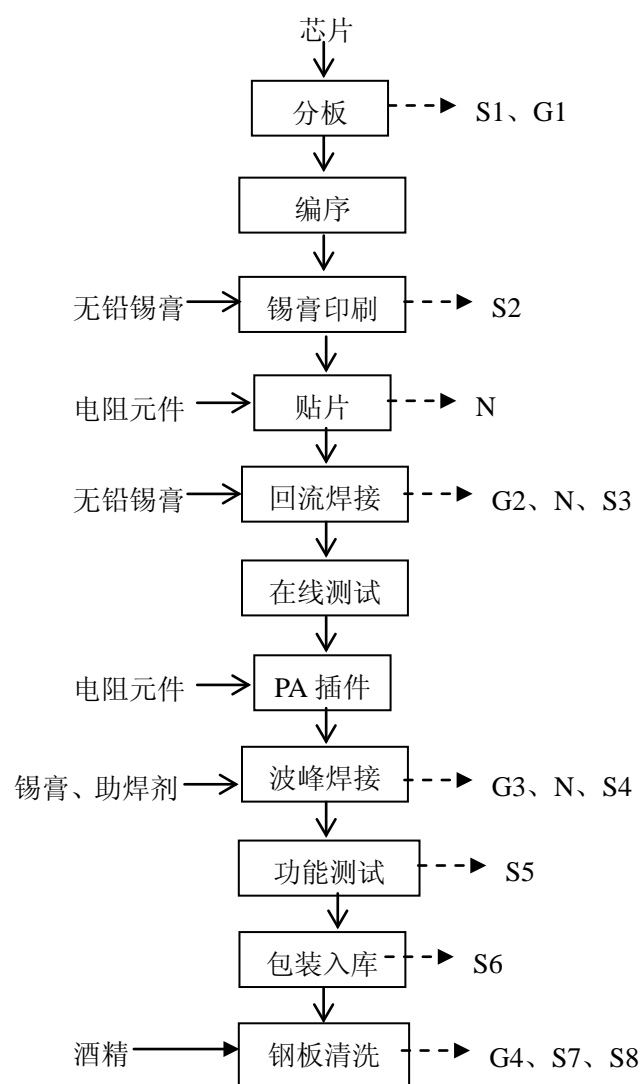 芯片
分板 S1、G1
编序
无铅锡膏 锡膏印刷 S2
电阻元件 贴片 N
无铅锡膏 回流焊接 G2、N、S3
在线测试
电阻元件 PA 插件
锡膏、助焊剂 波峰焊接 G3、N、S4
功能测试 S5
包装入库 S6
酒精 钢板清洗 G4、S7、S8